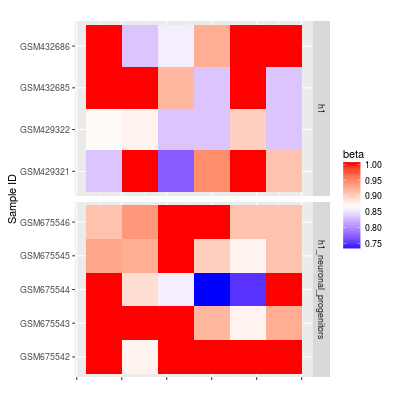 GSM432686
GSM432685
GSM429322
GSM429321
h1
GSM675546
GSM675545
GSM675544
GSM675543
GSM675542
h1_neuronal_progenitors
Sample ID
beta
1.00
0.95
0.90
0.85
0.80
0.75